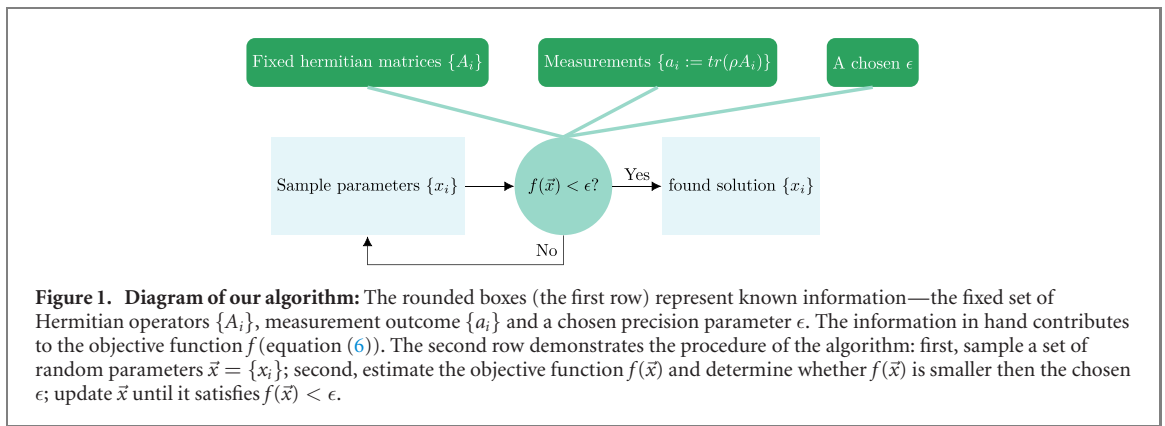 Fixed hermitian matrices {A_i}
Measurements {a_i := tr(ρA_i)}
A chosen ϵ
Sample parameters {x_i}
f(x⃗) < ϵ?
Yes
found solution {x_i}
No
Figure 1. Diagram of our algorithm: The rounded boxes (the first row) represent known information—the fixed set of
Hermitian operators {A_i}, measurement outcome {a_i} and a chosen precision parameter ϵ. The information in hand contributes
to the objective function f (equation (6)). The second row demonstrates the procedure of the algorithm: first, sample a set of
random parameters x⃗ = {x_i}; second, estimate the objective function f(x⃗) and determine whether f(x⃗) is smaller then the chosen
ϵ; update x⃗ until it satisfies f(x⃗) < ϵ.